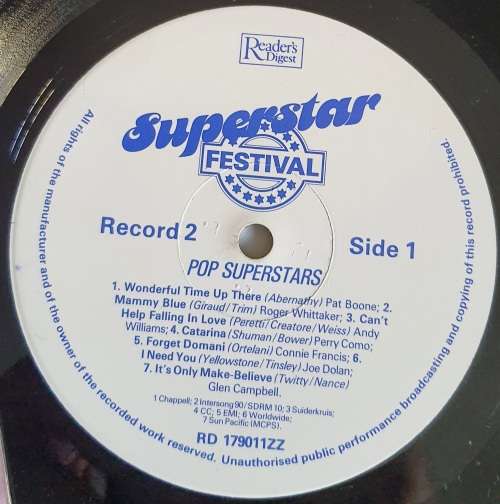 Reader's
Digest
Superstar
FESTIVAL
Record 2
Side 1
POP SUPERSTARS
1. Wonderful Time Up There (Abernathy) Pat Boone; 2.
Mammy Blue (Giraud/Trim) Roger Whittaker; 3. Can't
Help Falling In Love (Peretti/Creatore/Weiss) Andy
Williams; 4. Catarina (Shuman/Bower) Perry Como;
5. Forget Domani (Ortelani) Connie Francis; 6.
I Need You (Yellowstone/Tinsley) Joe Dolan;
7. It's Only Make-Believe (Twitty/Nance)
Glen Campbell.
1 Chappell; 2 Intersong 90/SDRM 10; 3 Suiderkruis;
4 CC; 5 EMI; 6 Worldwide;
7 Sun Pacific (MCPS).
RD 179011ZZ
All rights of the manufacturer and of the owner of the recorded work reserved. Unauthorised public performance broadcasting and copying of this record prohibited.